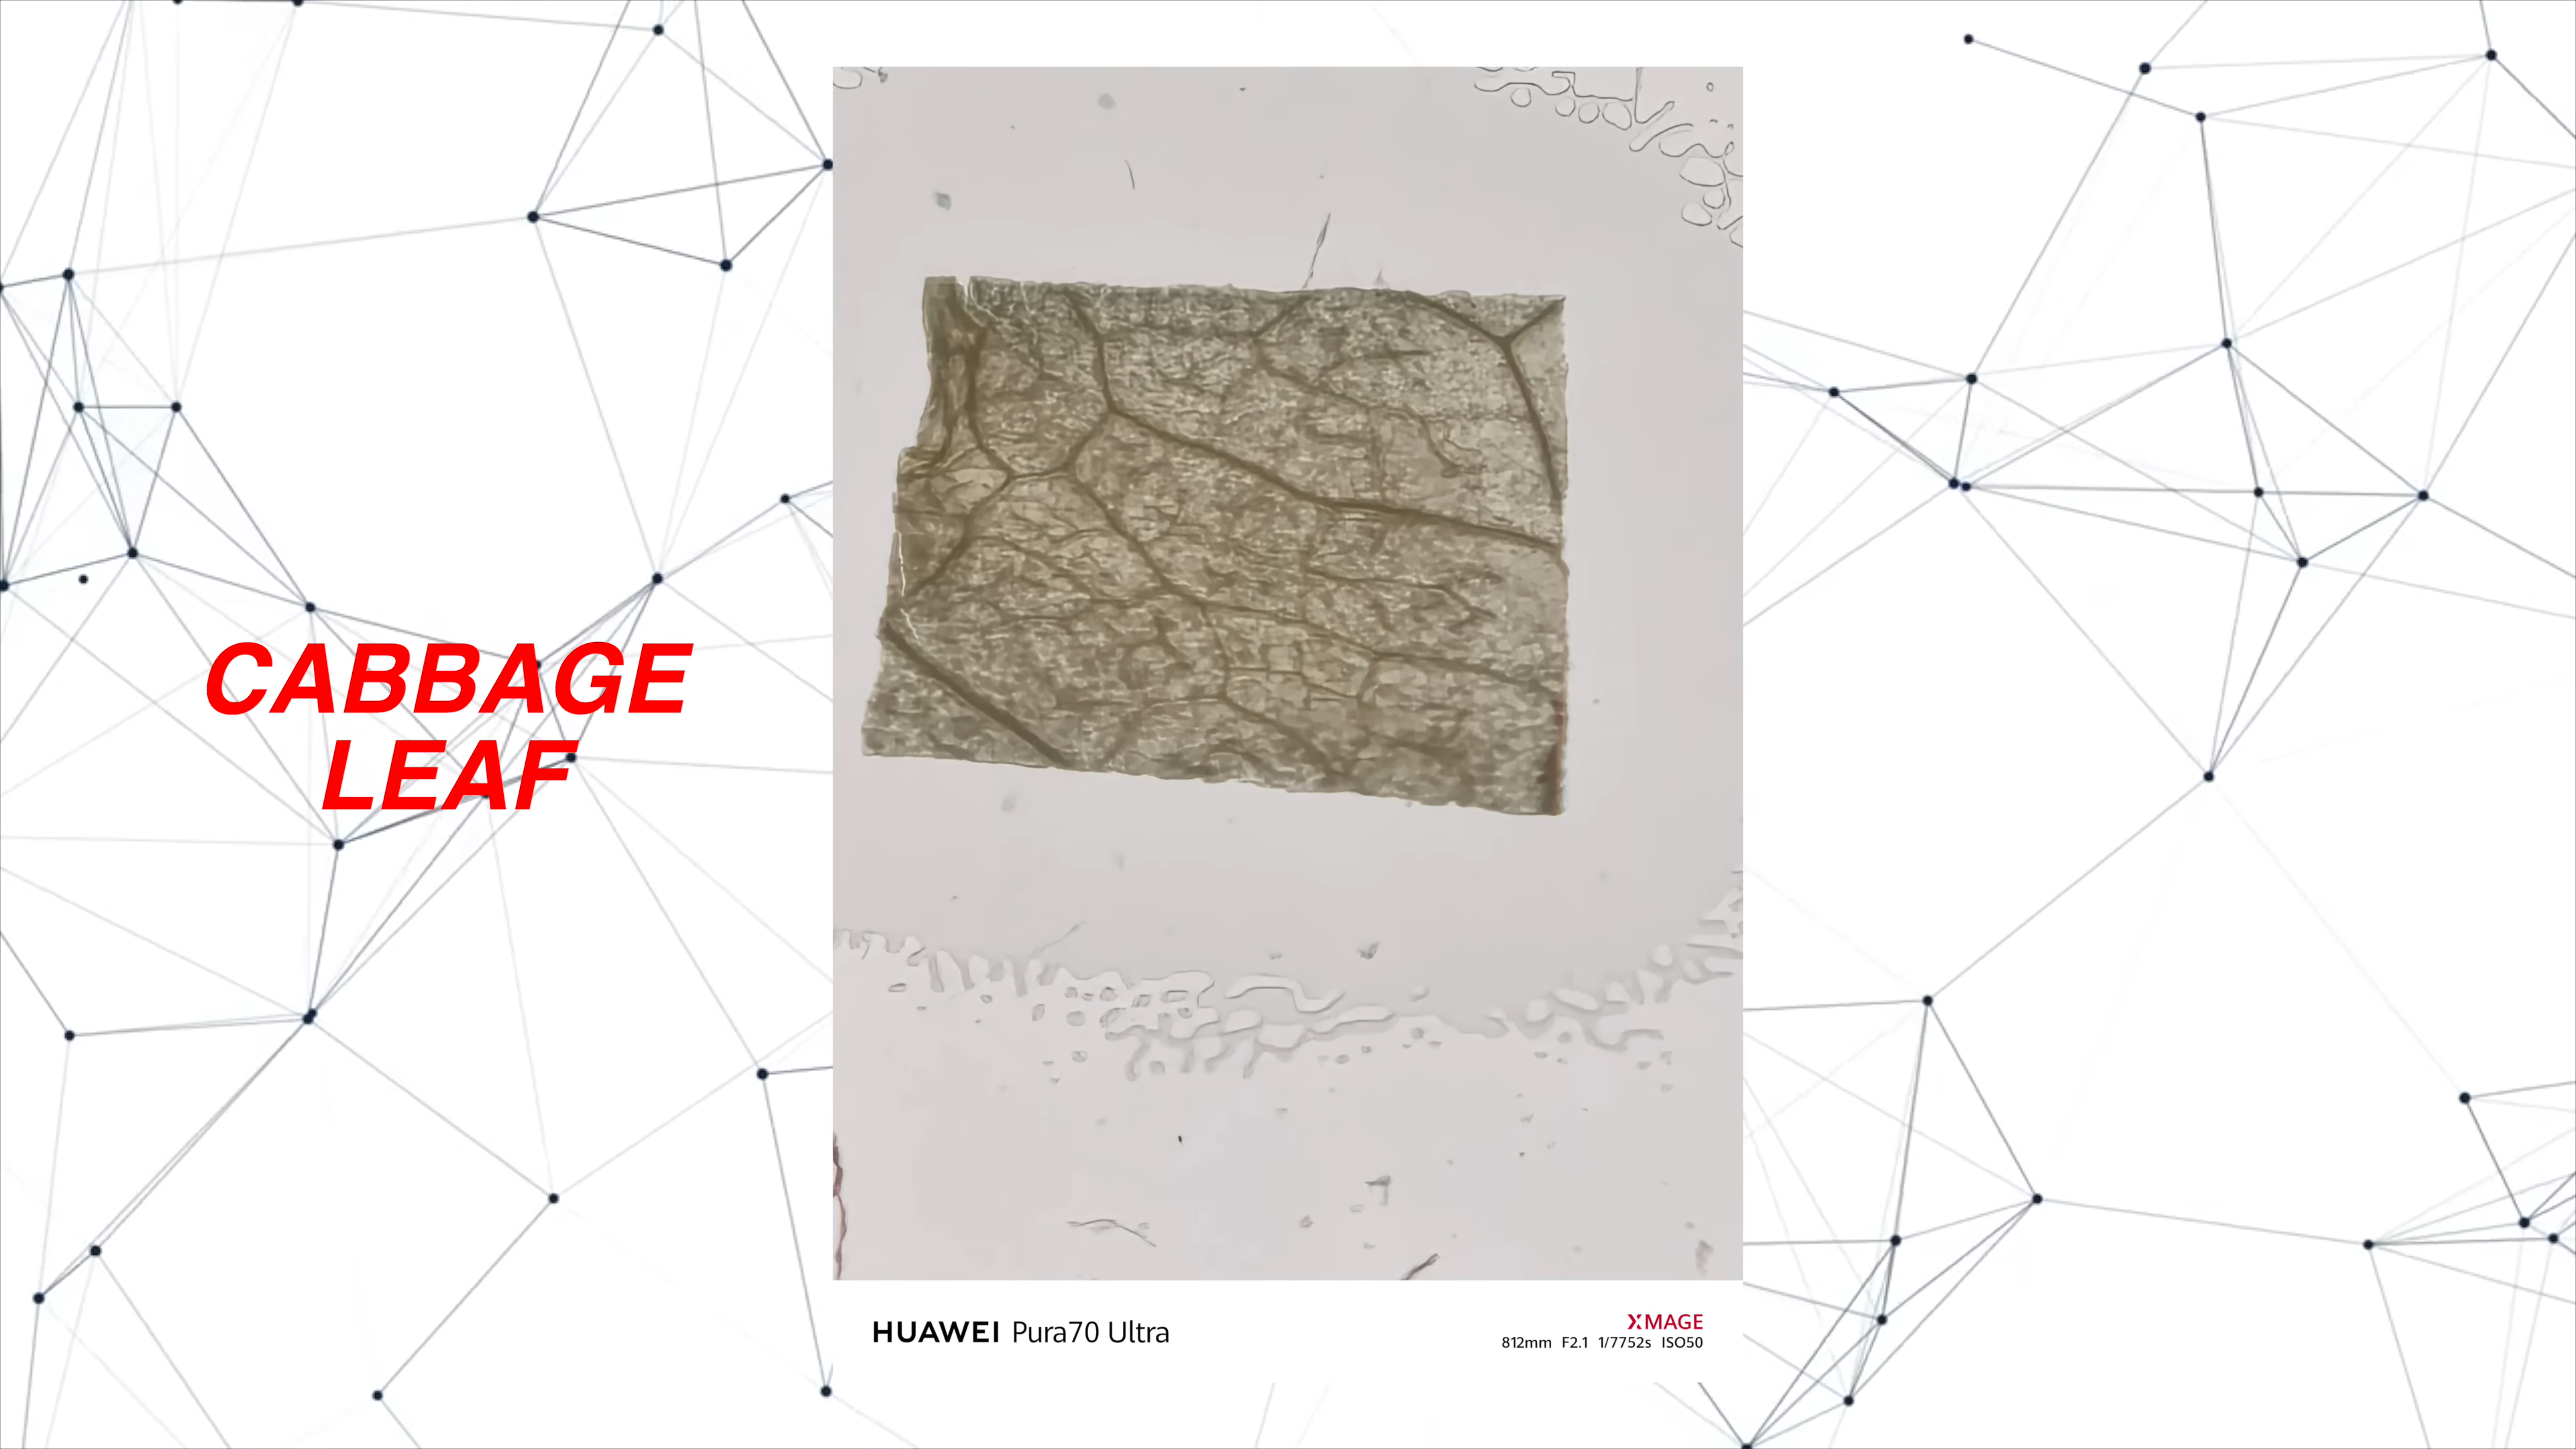 CABBAGE
LEAF
HUAWEI Pura70 Ultra
XMAGE
812mm F2.1 1/7752s ISO50